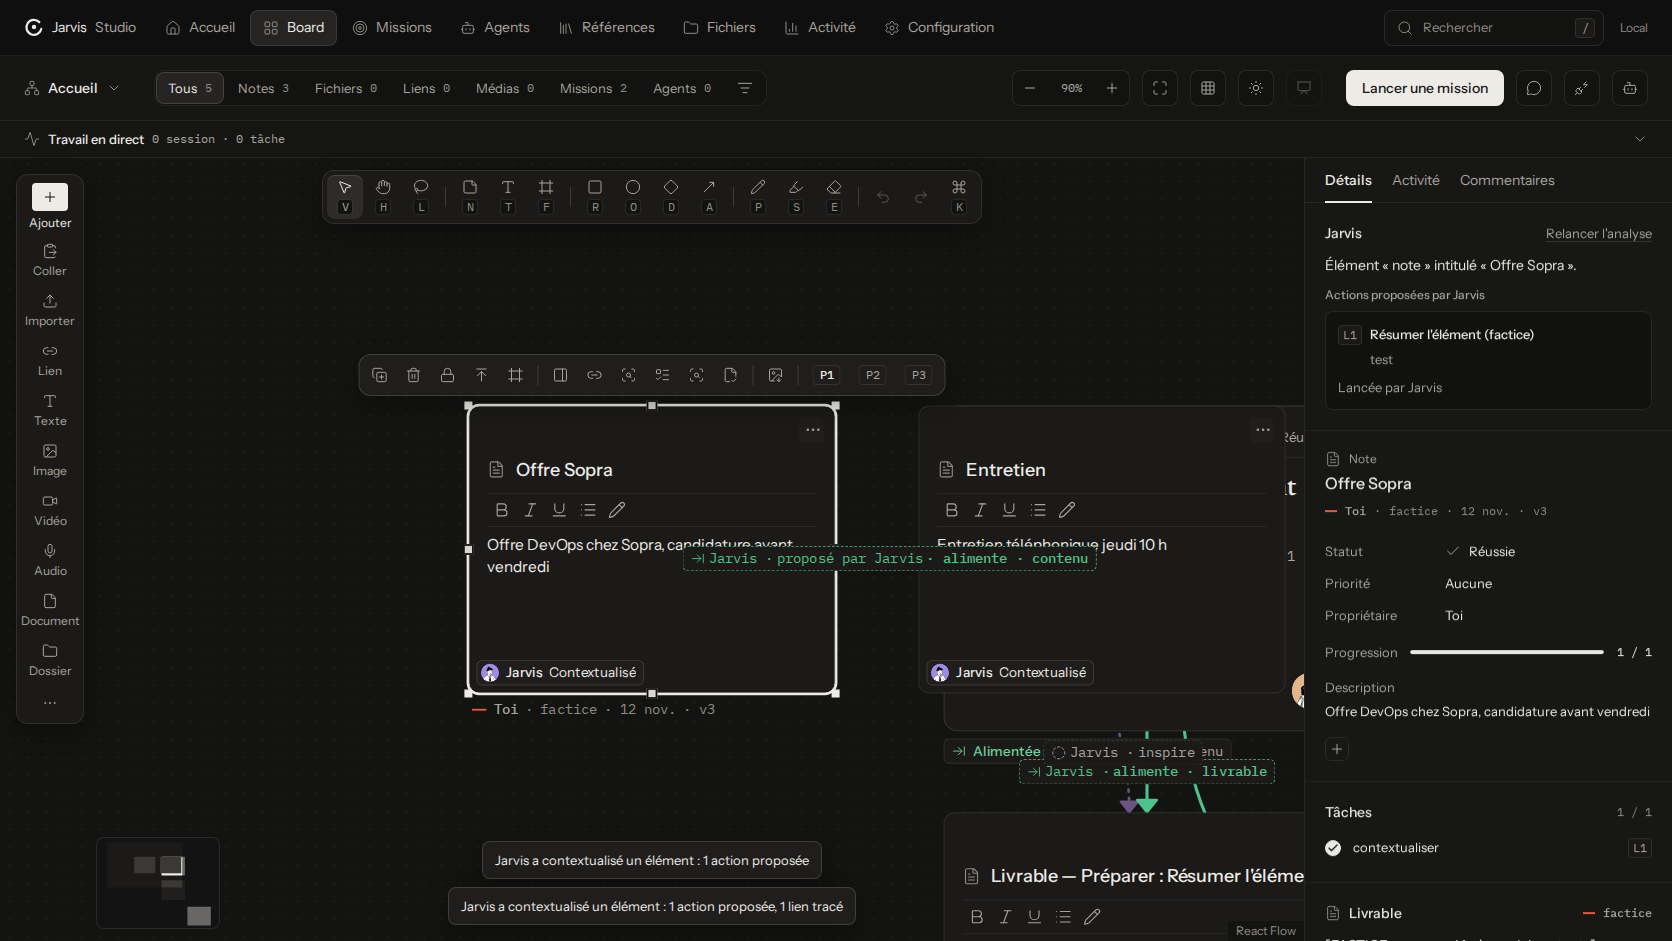 Jarvis Studio
Accueil
Board
Missions
Agents
Références
Fichiers
Activité
Configuration
Rechercher /
Local
Accueil
Tous 5
Notes 3
Fichiers 0
Liens 0
Médias 0
Missions 2
Agents 0
90%
Lancer une mission
Travail en direct 0 session · 0 tâche
Ajouter
Coller
Importer
Lien
Texte
Image
Vidéo
Audio
Document
Dossier
V
H
L
N
T
F
R
O
D
A
P
S
E
K
P1
P2
P3
Offre Sopra
B I U
Offre DevOps chez Sopra, candidature avant
vendredi
Jarvis Contextualisé
Toi · factice · 12 nov. · v3
Jarvis · proposé par Jarvis · alimente · contenu
Entretien
B I U
Entretien téléphonique jeudi 10 h
Jarvis Contextualisé
1
Alimentée
Jarvis · inspire
Jarvis · alimente · livrable
Livrable — Préparer : Résumer l'éléme
B I U
Jarvis a contextualisé un élément : 1 action proposée
Jarvis a contextualisé un élément : 1 action proposée, 1 lien tracé
React Flow
Détails
Activité
Commentaires
Jarvis
Relancer l'analyse
Élément « note » intitulé « Offre Sopra ».
Actions proposées par Jarvis
L1 Résumer l'élément (factice)
test
Lancée par Jarvis
Note
Offre Sopra
Toi · factice · 12 nov. · v3
Statut Réussie
Priorité Aucune
Propriétaire Toi
Progression 1 / 1
Description
Offre DevOps chez Sopra, candidature avant vendredi
Tâches 1 / 1
contextualiser L1
Livrable factice